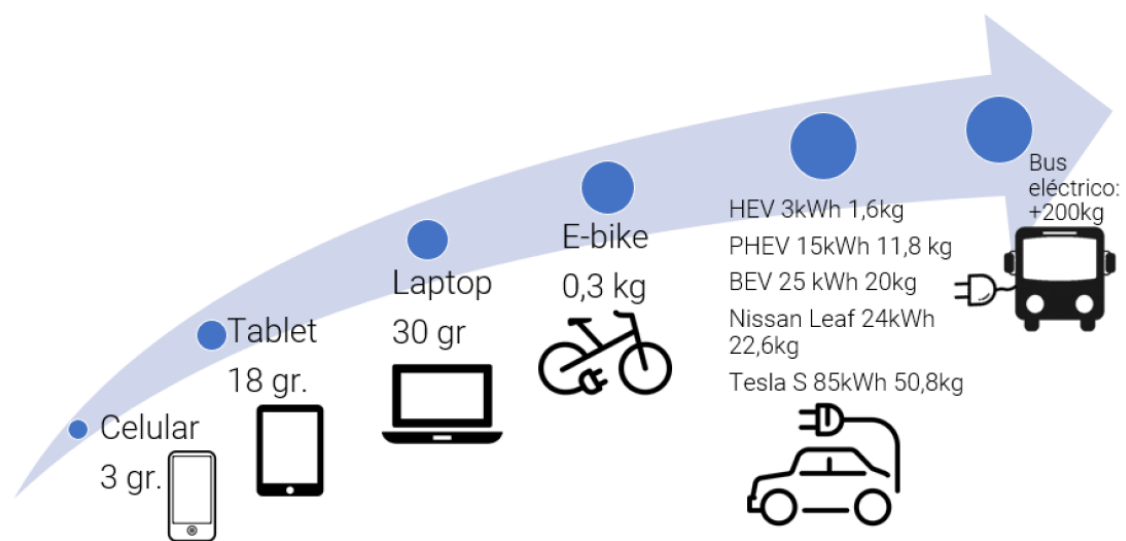 Celular
3 gr.
Tablet
18 gr.
Laptop
30 gr
E-bike
0,3 kg
HEV 3kWh 1,6kg
PHEV 15kWh 11,8 kg
BEV 25 kWh 20kg
Nissan Leaf 24kWh
22,6kg
Tesla S 85kWh 50,8kg
Bus
eléctrico:
+200kg